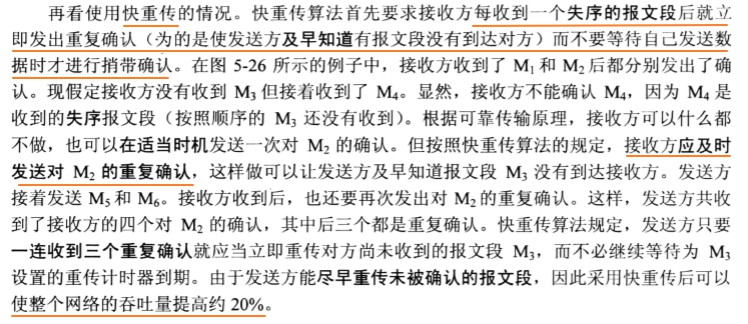 再看使用快重传的情况。快重传算法首先要求接收方每收到一个失序的报文段后就立
即发出重复确认（为的是使发送方及早知道有报文段没有到达对方）而不要等待自己发送数
据时才进行捎带确认。在图 5-26 所示的例子中，接收方收到了 M₁ 和 M₂ 后都分别发出了确
认。现假定接收方没有收到 M₃ 但接着收到了 M₄。显然，接收方不能确认 M₄，因为 M₄ 是
收到的失序报文段（按照顺序的 M₃ 还没有收到）。根据可靠传输原理，接收方可以什么都
不做，也可以在适当时机发送一次对 M₂ 的确认。但按照快重传算法的规定，接收方应及时
发送对 M₂ 的重复确认，这样做可以让发送方及早知道报文段 M₃ 没有到达接收方。发送方
接着发送 M₅ 和 M₆。接收方收到后，也还要再次发出对 M₂ 的重复确认。这样，发送方共收
到了接收方的四个对 M₂ 的确认，其中后三个都是重复确认。快重传算法规定，发送方只要
一连收到三个重复确认就应当立即重传对方尚未收到的报文段 M₃，而不必继续等待为 M₃
设置的重传计时器到期。由于发送方能尽早重传未被确认的报文段，因此采用快重传后可以
使整个网络的吞吐量提高约 20%。